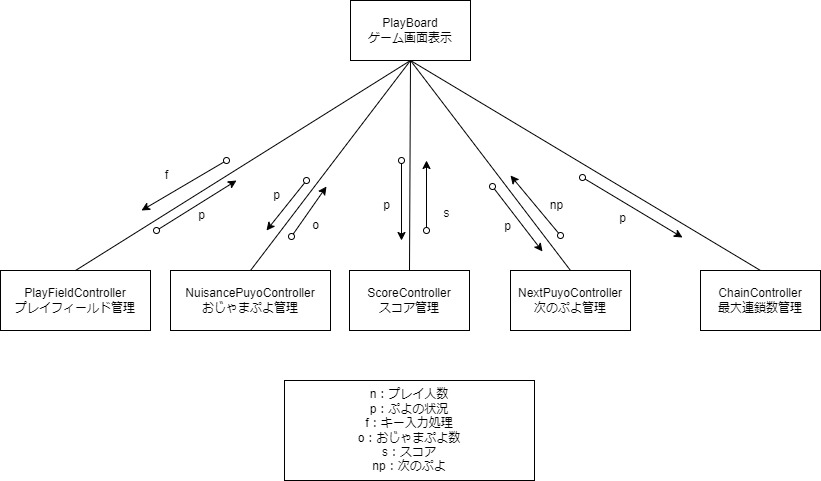 PlayBoard
ゲーム画面表示
f
p
p
o
p
s
np
p
p
PlayFieldController
プレイフィールド管理
NuisancePuyoController
おじゃまぷよ管理
ScoreController
スコア管理
NextPuyoController
次のぷよ管理
ChainController
最大連鎖数管理
n：プレイ人数
p：ぷよの状況
f：キー入力処理
o：おじゃまぷよ数
s：スコア
np：次のぷよ